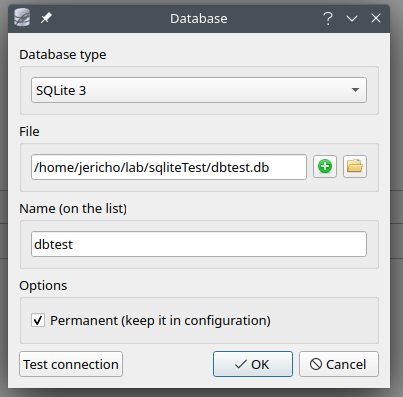 Database
Database type
SQLite 3
File
/home/jericho/lab/sqliteTest/dbtest.db
Name (on the list)
dbtest
Options
Permanent (keep it in configuration)
Test connection
OK
Cancel